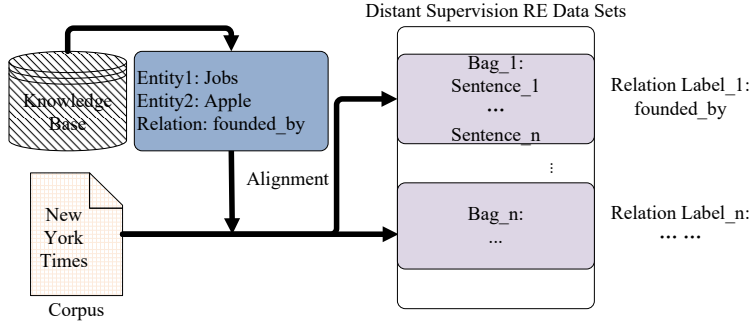 Distant Supervision RE Data Sets
Knowledge
Base
Entity1: Jobs
Entity2: Apple
Relation: founded_by
Alignment
New
York
Times
Corpus
Bag_1:
Sentence_1
...
Sentence_n
...
Bag_n:
...
Relation Label_1:
founded_by
Relation Label_n:
... ...